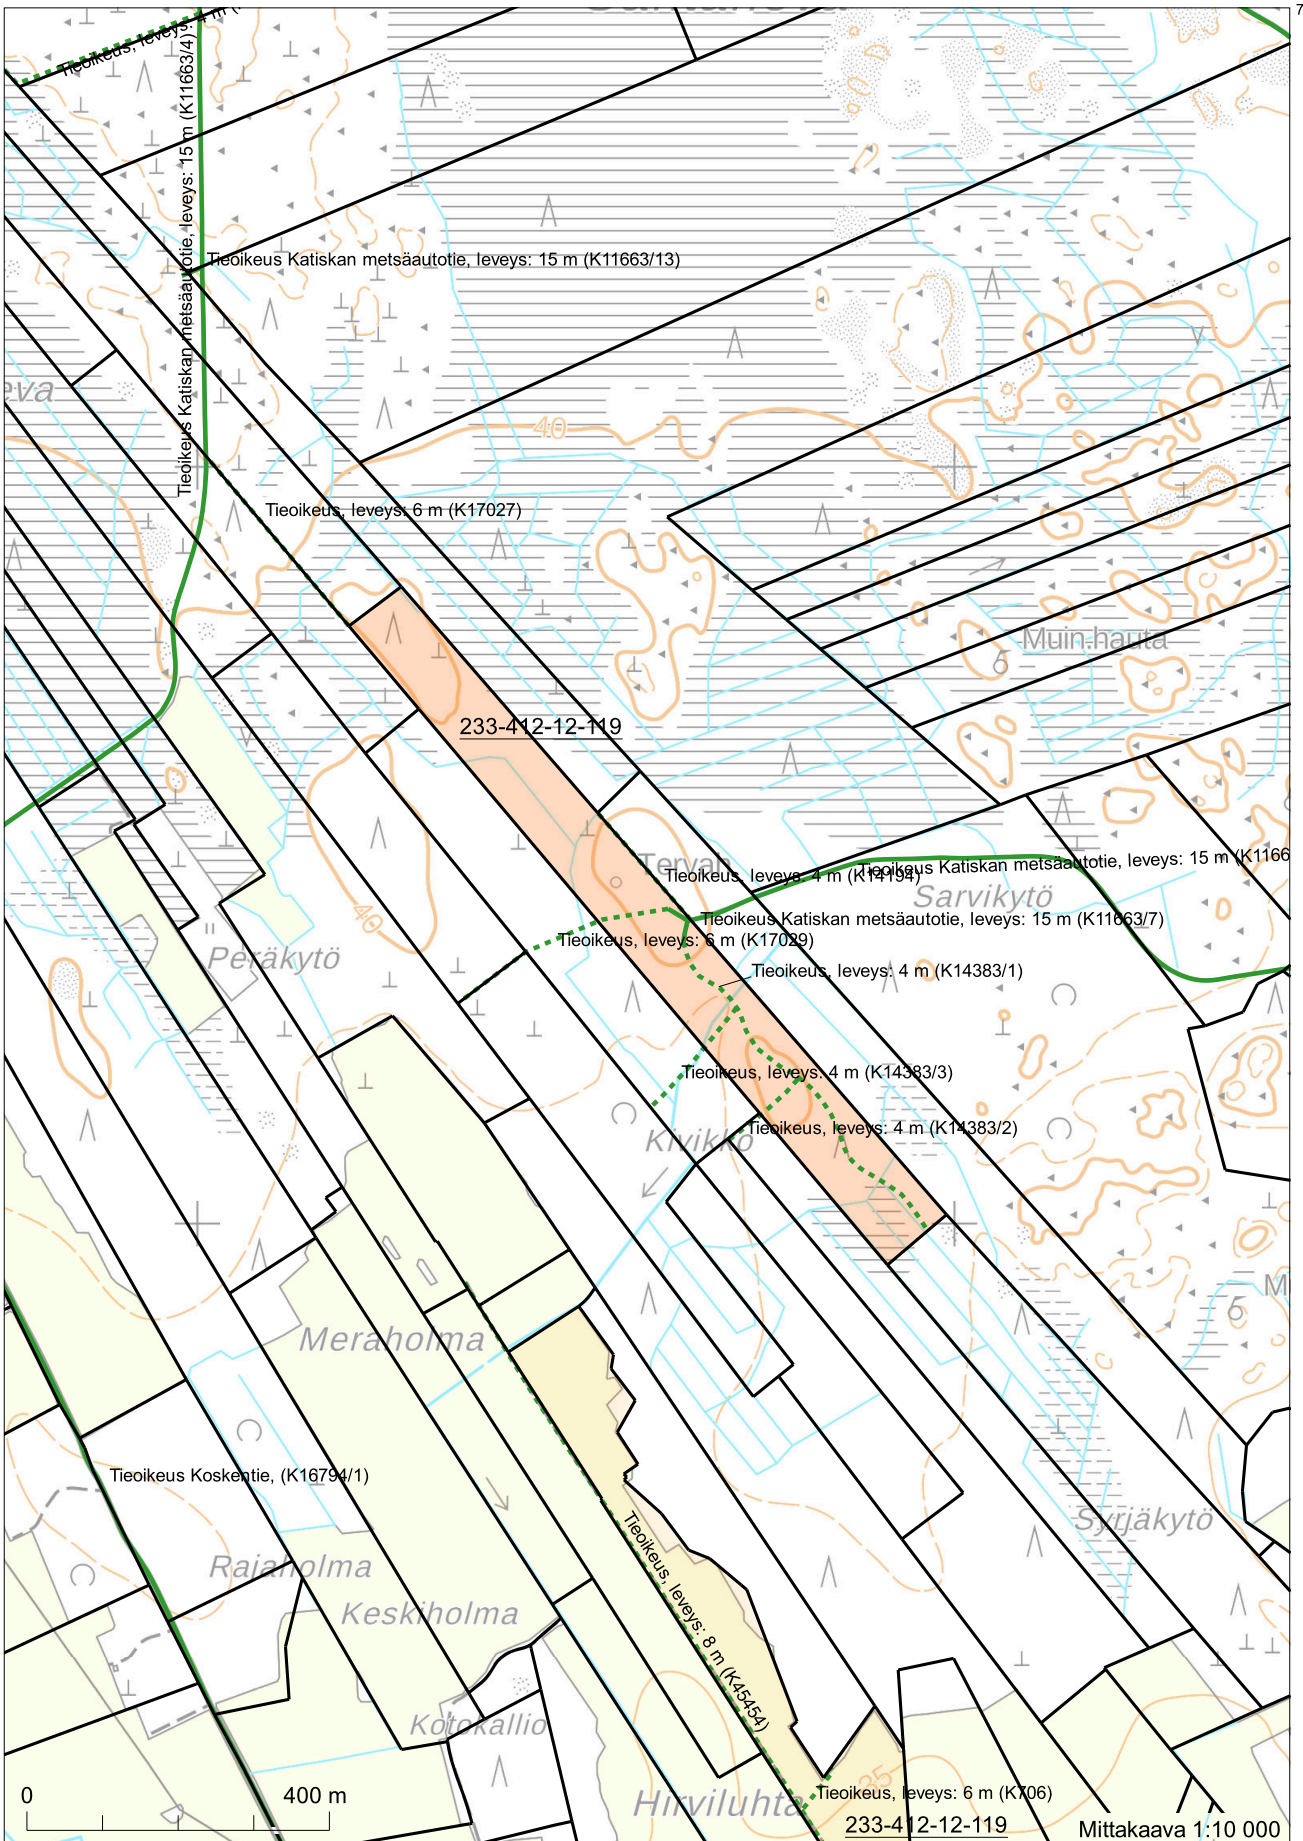 7
Tieoikeus, leveys: 4 m (
Tieoikeus Katiskan metsäautotie, leveys: 15 m (K11663/4)
Tieoikeus Katiskan metsäautotie, leveys: 15 m (K11663/13)
eva
40
Tieoikeus, leveys: 6 m (K17027)
Muin.hauta
233-412-12-119
Tervah
Tieoikeus, leveys: 4 m (K14194)
Tieoikeus Katiskan metsäautotie, leveys: 15 m (K1166
Sarvikytö
40
Tieoikeus Katiskan metsäautotie, leveys: 15 m (K11663/7)
Tieoikeus, leveys: 6 m (K17029)
Peräkytö
Tieoikeus, leveys: 4 m (K14383/1)
Tieoikeus, leveys: 4 m (K14383/3)
Tieoikeus, leveys: 4 m (K14383/2)
Kivikko
M
Meraholma
Tieoikeus Koskentie, (K16794/1)
Syrjäkytö
Rajaholma
Keskiholma
Tieoikeus, leveys: 8 m (K45454)
Kotokallio
35
Hirviluhta
Tieoikeus, leveys: 6 m (K706)
0 400 m
233-412-12-119
Mittakaava 1:10 000